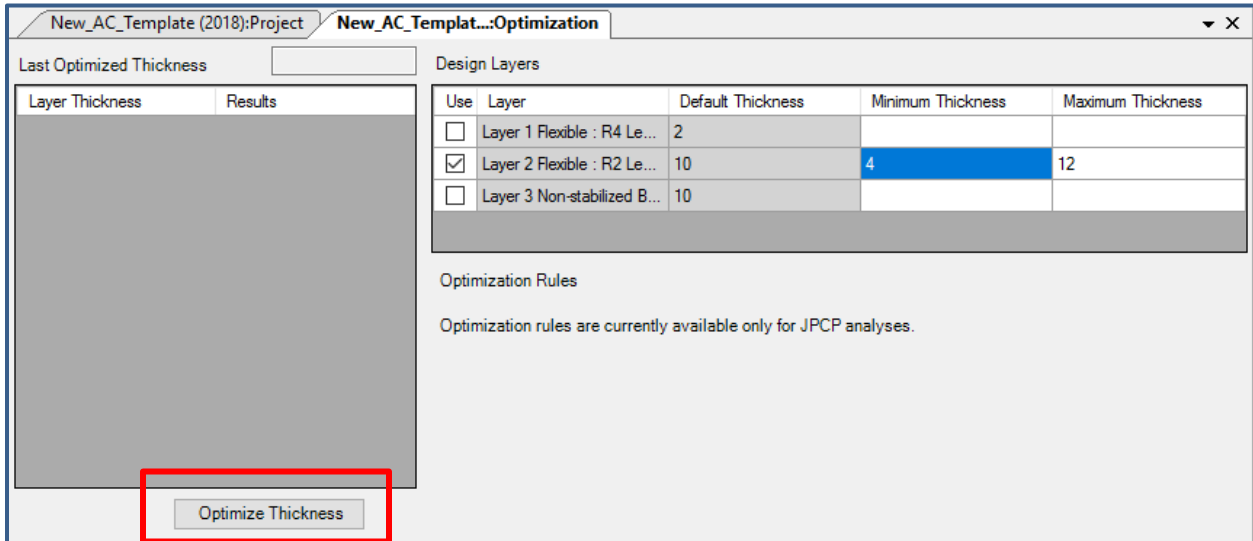 New_AC_Template (2018):Project New_AC_Templat...:Optimization
Last Optimized Thickness
Layer Thickness Results
Optimize Thickness
Design Layers
Use Layer Default Thickness Minimum Thickness Maximum Thickness
Layer 1 Flexible : R4 Le... 2
Layer 2 Flexible : R2 Le... 10 4 12
Layer 3 Non-stabilized B... 10
Optimization Rules
Optimization rules are currently available only for JPCP analyses.